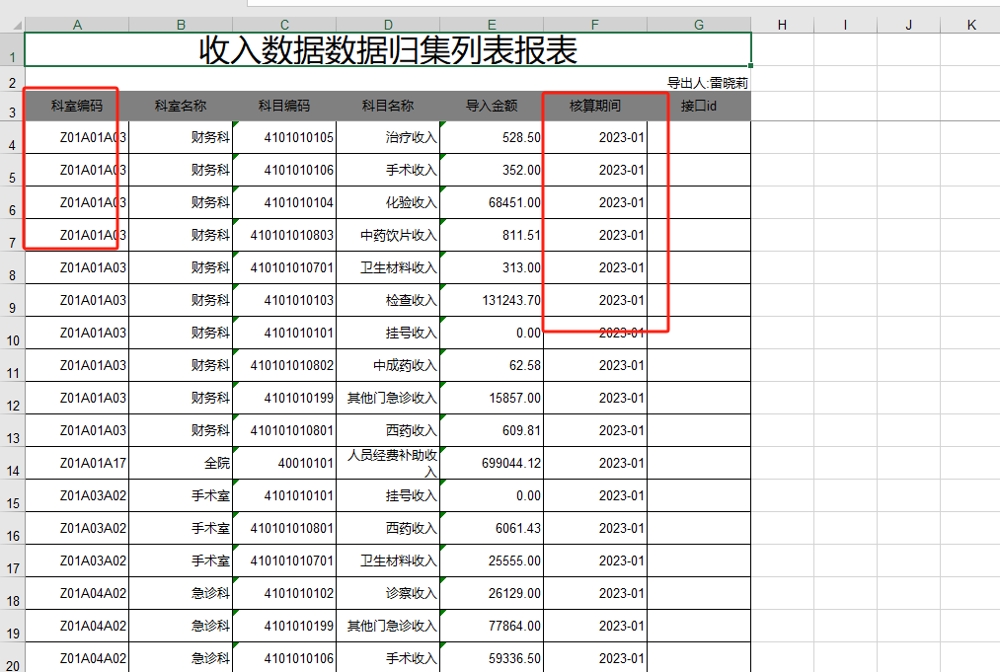 A B C D E F G H I J K
1 收入数据数据归集列表报表
2 导出人:雷晓莉
3 科室编码 科室名称 科目编码 科目名称 导入金额 核算期间 接口id
4 Z01A01A03 财务科 4101010105 治疗收入 528.50 2023-01
5 Z01A01A03 财务科 4101010106 手术收入 352.00 2023-01
6 Z01A01A03 财务科 4101010104 化验收入 68451.00 2023-01
7 Z01A01A03 财务科 410101010803 中药饮片收入 811.51 2023-01
8 Z01A01A03 财务科 410101010701 卫生材料收入 313.00 2023-01
9 Z01A01A03 财务科 4101010103 检查收入 131243.70 2023-01
10 Z01A01A03 财务科 4101010101 挂号收入 0.00 2023-01
11 Z01A01A03 财务科 410101010802 中成药收入 62.58 2023-01
12 Z01A01A03 财务科 4101010199 其他门急诊收入 15857.00 2023-01
13 Z01A01A03 财务科 410101010801 西药收入 609.81 2023-01
14 Z01A01A17 全院 40010101 人员经费补助收入 699044.12 2023-01
15 Z01A03A02 手术室 4101010101 挂号收入 0.00 2023-01
16 Z01A03A02 手术室 410101010801 西药收入 6061.43 2023-01
17 Z01A03A02 手术室 410101010701 卫生材料收入 25555.00 2023-01
18 Z01A04A02 急诊科 4101010102 诊察收入 26129.00 2023-01
19 Z01A04A02 急诊科 4101010199 其他门急诊收入 77864.00 2023-01
20 Z01A04A02 急诊科 4101010106 手术收入 59336.50 2023-01